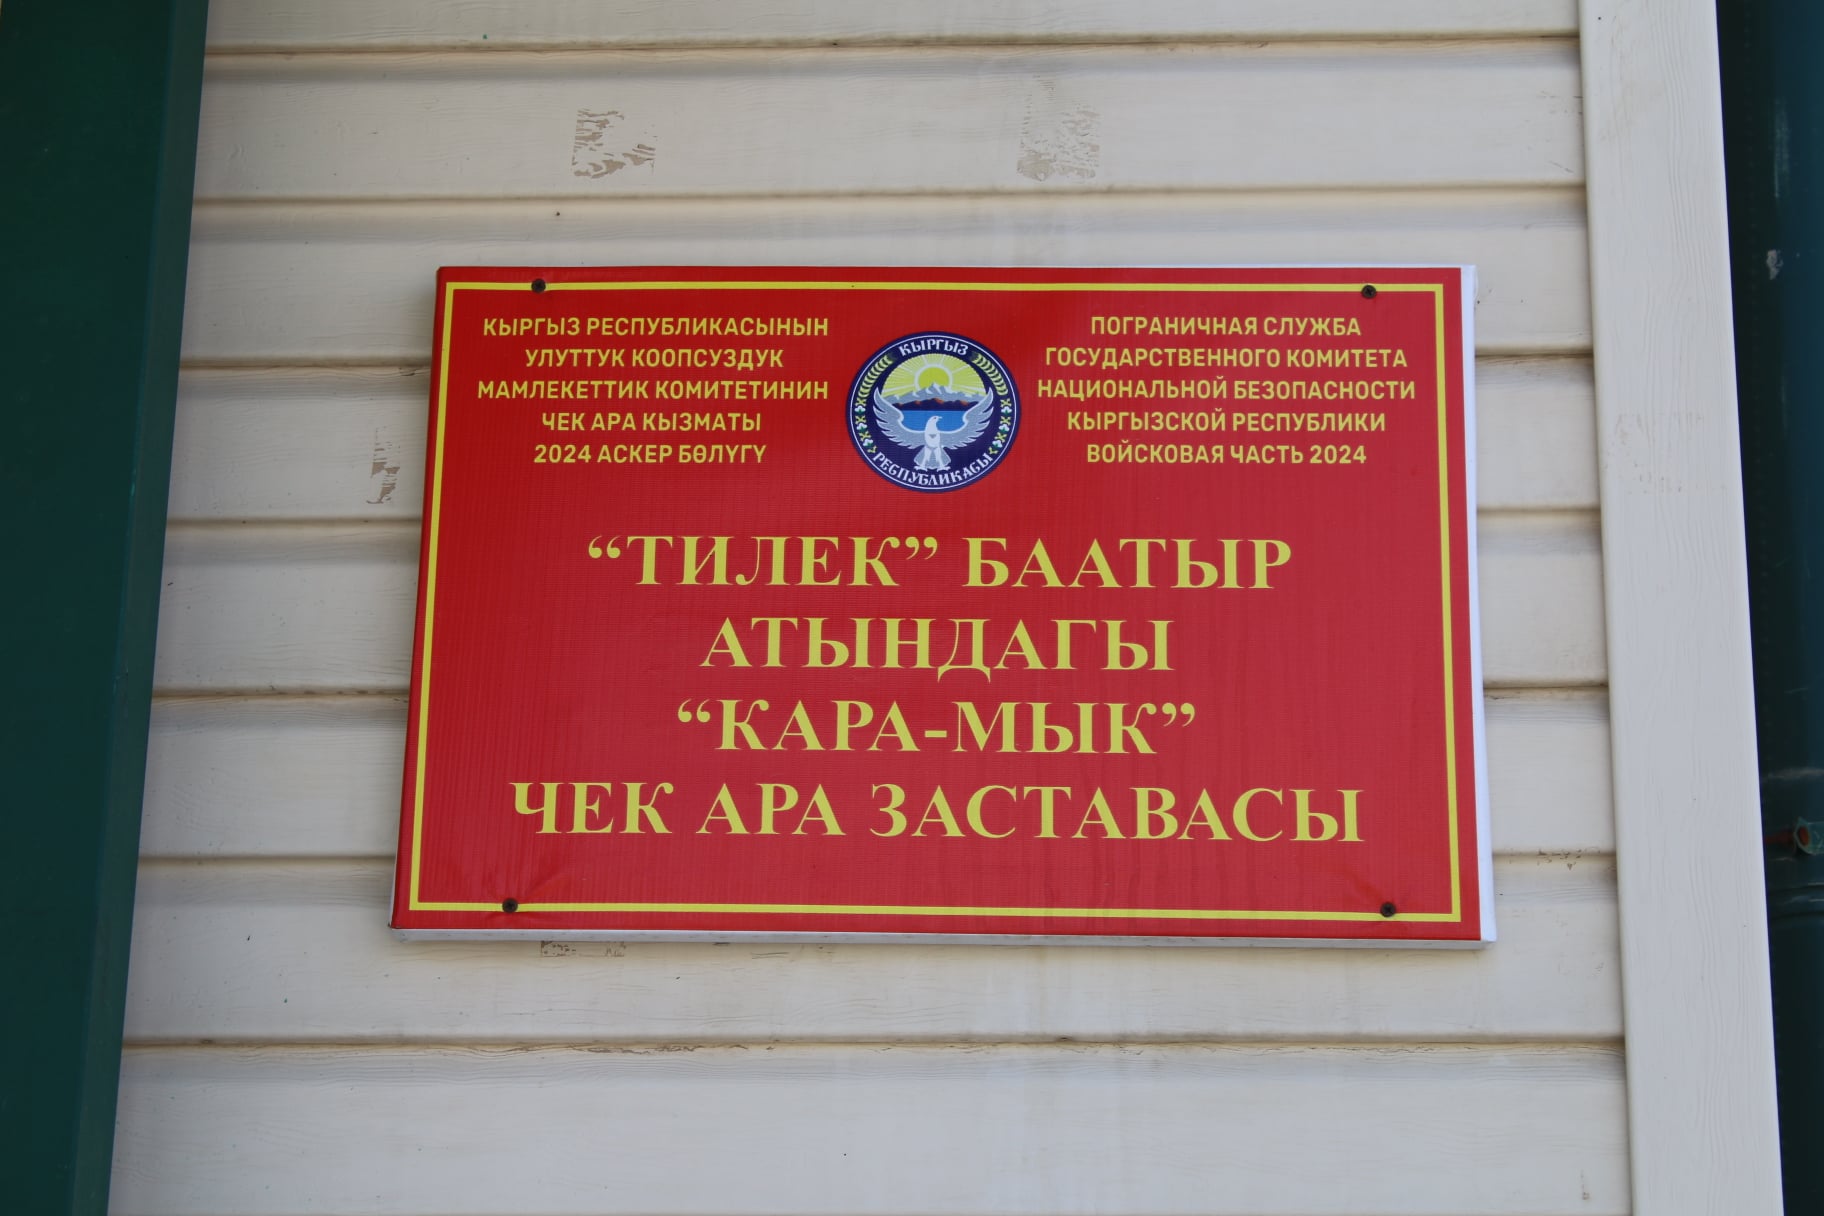 КЫРГЫЗ РЕСПУБЛИКАСЫНЫН
УЛУТТУК КООПСУЗДУК
МАМЛЕКЕТТИК КОМИТЕТИНИН
ЧЕК АРА КЫЗМАТЫ
2024 АСКЕР БӨЛҮГҮ
КЫРГЫЗ
РЕСПУБЛИКАСЫ
ПОГРАНИЧНАЯ СЛУЖБА
ГОСУДАРСТВЕННОГО КОМИТЕТА
НАЦИОНАЛЬНОЙ БЕЗОПАСНОСТИ
КЫРГЫЗСКОЙ РЕСПУБЛИКИ
ВОЙСКОВАЯ ЧАСТЬ 2024
“ТИЛЕК” БААТЫР
АТЫНДАГЫ
“КАРА-МЫК”
ЧЕК АРА ЗАСТАВАСЫ